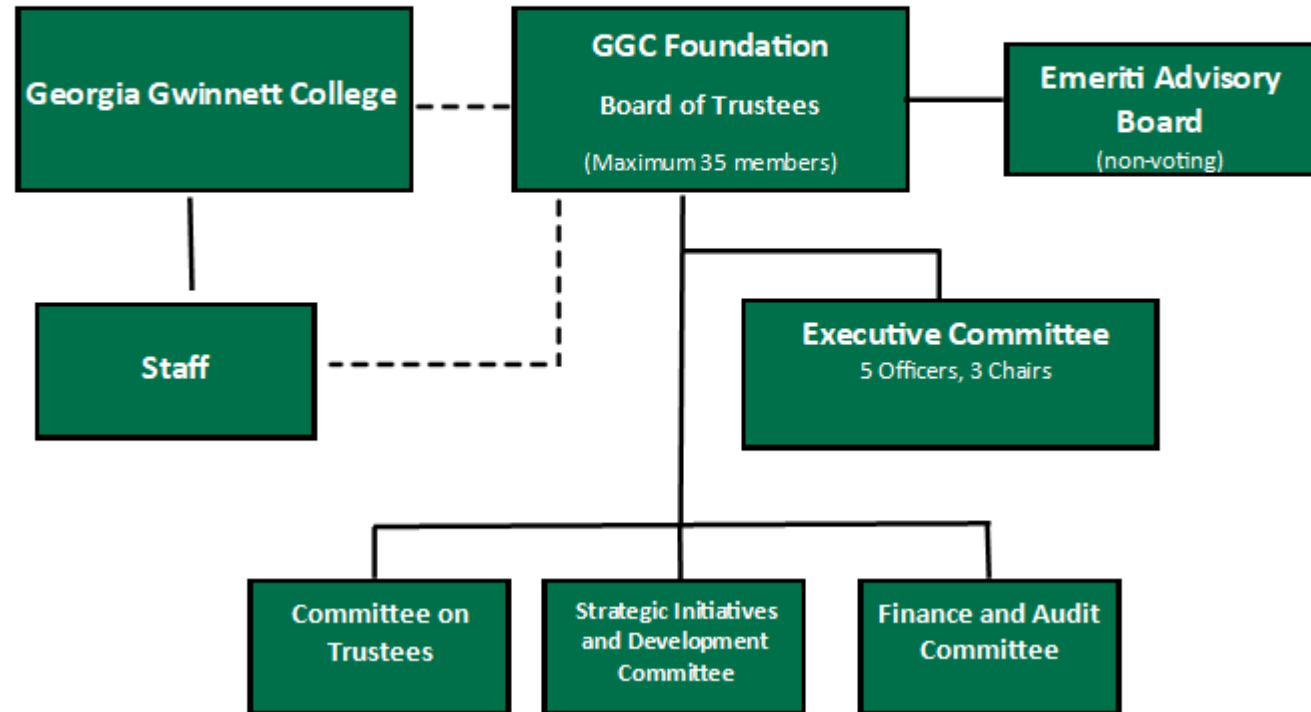 Georgia Gwinnett College
GGC Foundation
Board of Trustees
(Maximum 35 members)
Emeriti Advisory
Board
(non-voting)
Staff
Executive Committee
5 Officers, 3 Chairs
Committee on
Trustees
Strategic Initiatives
and Development
Committee
Finance and Audit
Committee